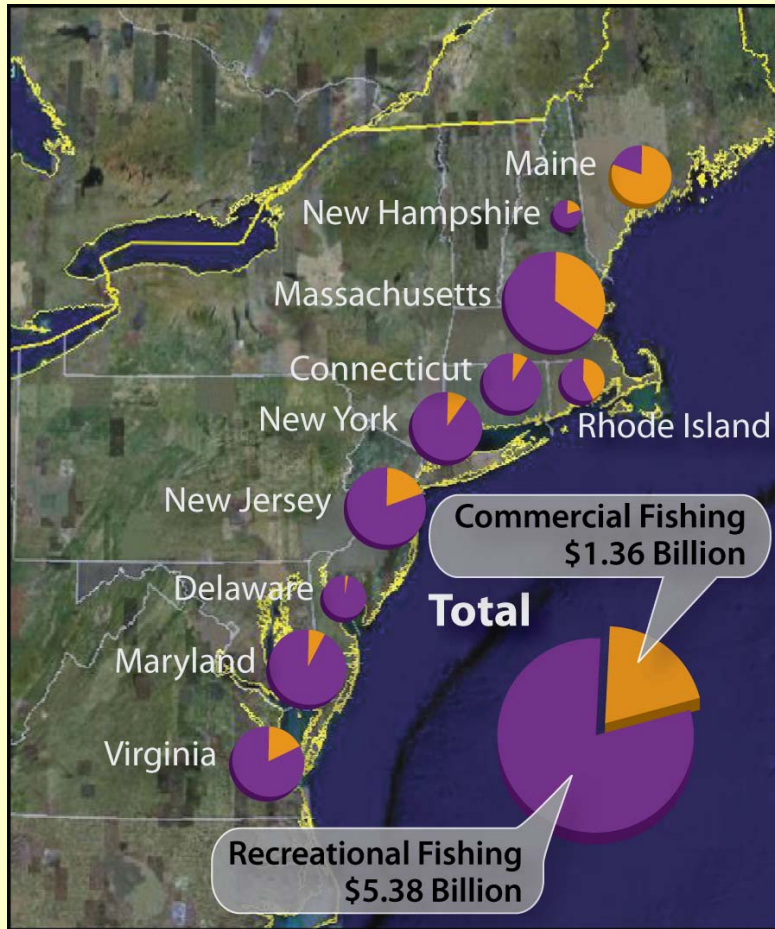 Maine
New Hampshire
Massachusetts
Connecticut
New York
Rhode Island
New Jersey
Commercial Fishing
$1.36 Billion
Delaware
Total
Maryland
Virginia
Recreational Fishing
$5.38 Billion